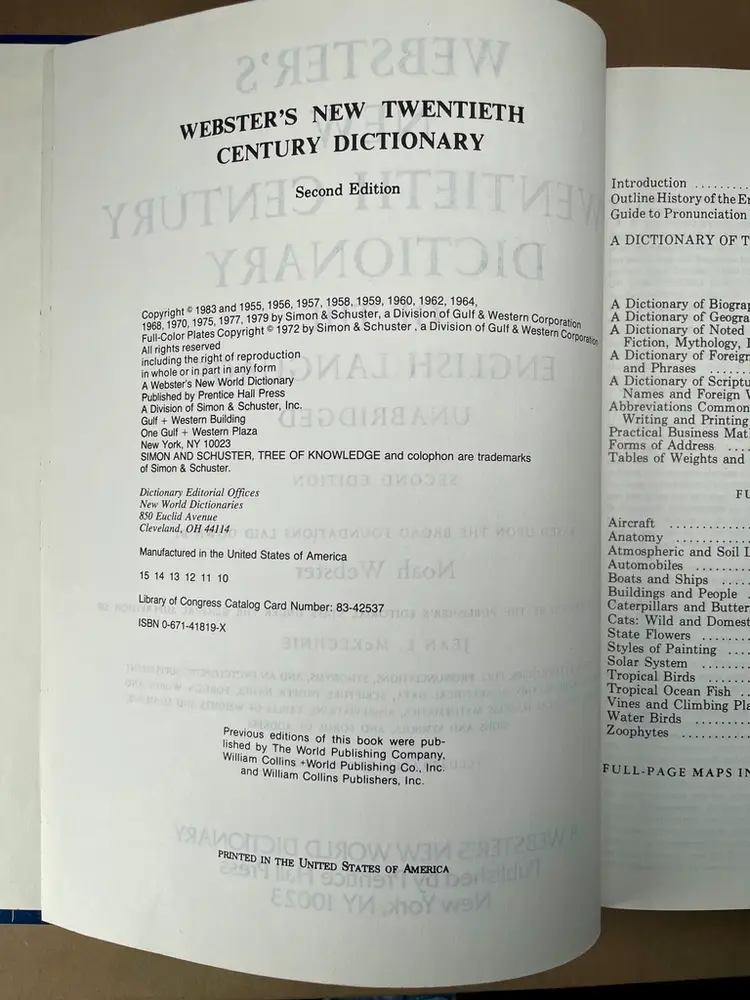 WEBSTER'S NEW TWENTIETH
CENTURY DICTIONARY
Second Edition
Copyright © 1983 and 1955, 1956, 1957, 1958, 1959, 1960, 1962, 1964,
1968, 1970, 1975, 1977, 1979 by Simon & Schuster, a Division of Gulf & Western Corporation
Full-Color Plates Copyright © 1972 by Simon & Schuster, a Division of Gulf & Western Corporation
All rights reserved
including the right of reproduction
in whole or in part in any form
A Webster's New World Dictionary
Published by Prentice Hall Press
A Division of Simon & Schuster, Inc.
Gulf + Western Building
One Gulf + Western Plaza
New York, NY 10023
SIMON AND SCHUSTER, TREE OF KNOWLEDGE and colophon are trademarks
of Simon & Schuster.
Dictionary Editorial Offices
New World Dictionaries
850 Euclid Avenue
Cleveland, OH 44114
Manufactured in the United States of America
15 14 13 12 11 10
Library of Congress Catalog Card Number: 83-42537
ISBN 0-671-41819-X
Previous editions of this book were pub-
lished by The World Publishing Company,
William Collins +World Publishing Co., Inc.
and William Collins Publishers, Inc.
PRINTED IN THE UNITED STATES OF AMERICA
Introduction ........
Outline History of the
Guide to Pronunciation
A DICTIONARY OF
A Dictionary of
A Dictionary of
A Dictionary of Noted
Fiction, Mythology,
A Dictionary of
and Phrases ......
A Dictionary of
Names and Foreign
Abbreviations
Writing and Printing
Practical Business
Forms of Address ....
Tables of Weights and
Aircraft ............
Anatomy ............
Atmospheric and Soil
Automobiles .........
Boats and Ships .....
Buildings and People .
Caterpillars and
Cats: Wild and
State Flowers .......
Styles of Painting ....
Solar System ........
Tropical Birds .......
Tropical Ocean Fish ..
Vines and Climbing
Water Birds .........
Zoophytes ..........
FULL-PAGE MAPS